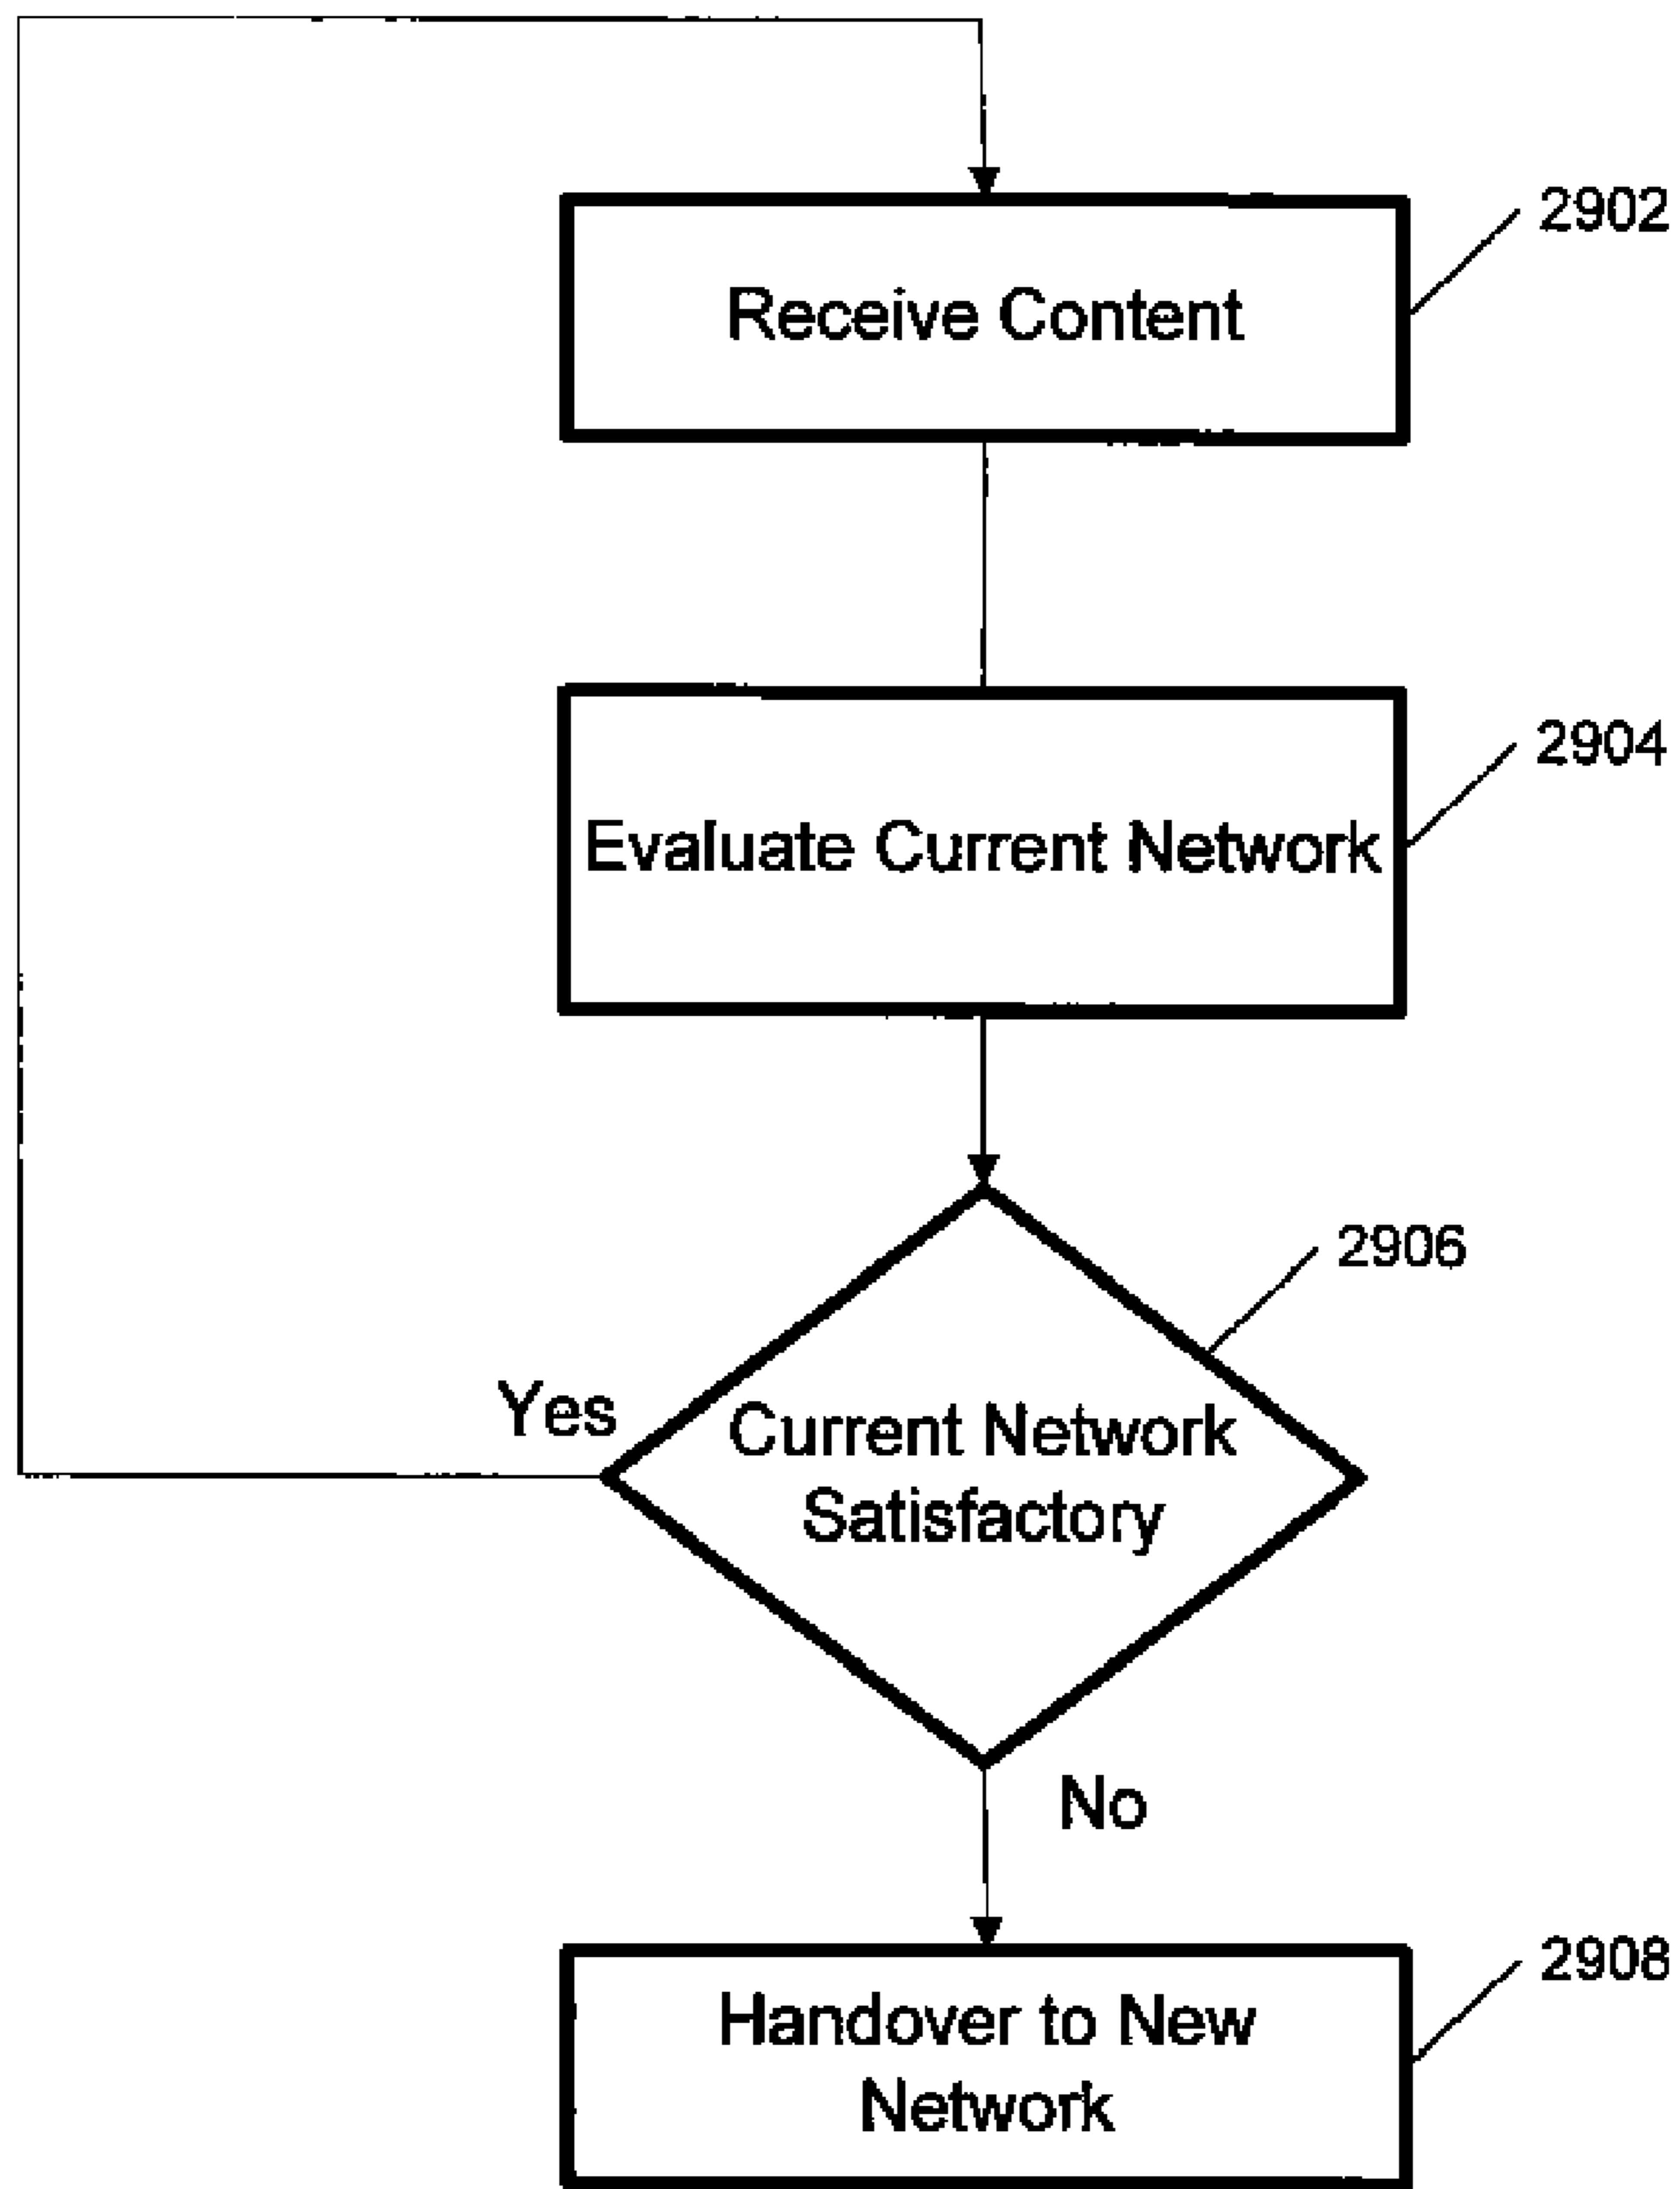 2902
Receive Content
2904
Evaluate Current Network
2906
Yes
Current Network
Satisfactory
No
2908
Handover to New
Network